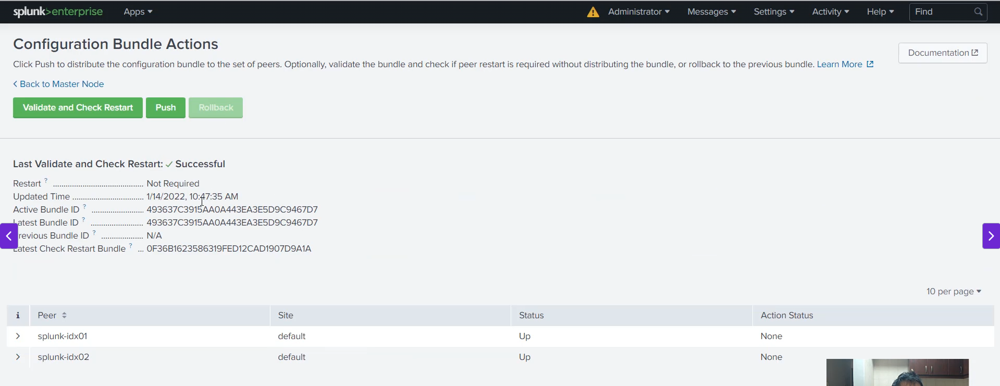 splunk>enterprise Apps Administrator Messages Settings Activity Help Find
Configuration Bundle Actions
Documentation
Click Push to distribute the configuration bundle to the set of peers. Optionally, validate the bundle and check if peer restart is required without distributing the bundle, or rollback to the previous bundle. Learn More
Back to Master Node
Validate and Check Restart Push Rollback
Last Validate and Check Restart: ✓ Successful
Restart ? ........................................... Not Required
Updated Time .................................. 1/14/2022, 10:47:35 AM
Active Bundle ID ? ......................... 493637C3915AA0A443EA3E5D9C9467D7
Latest Bundle ID ? ......................... 493637C3915AA0A443EA3E5D9C9467D7
revious Bundle ID ? .................... N/A
Latest Check Restart Bundle ? ... 0F36B1623586319FED12CAD1907D9A1A
10 per page
i Peer Site Status Action Status
splunk-idx01 default Up None
splunk-idx02 default Up None